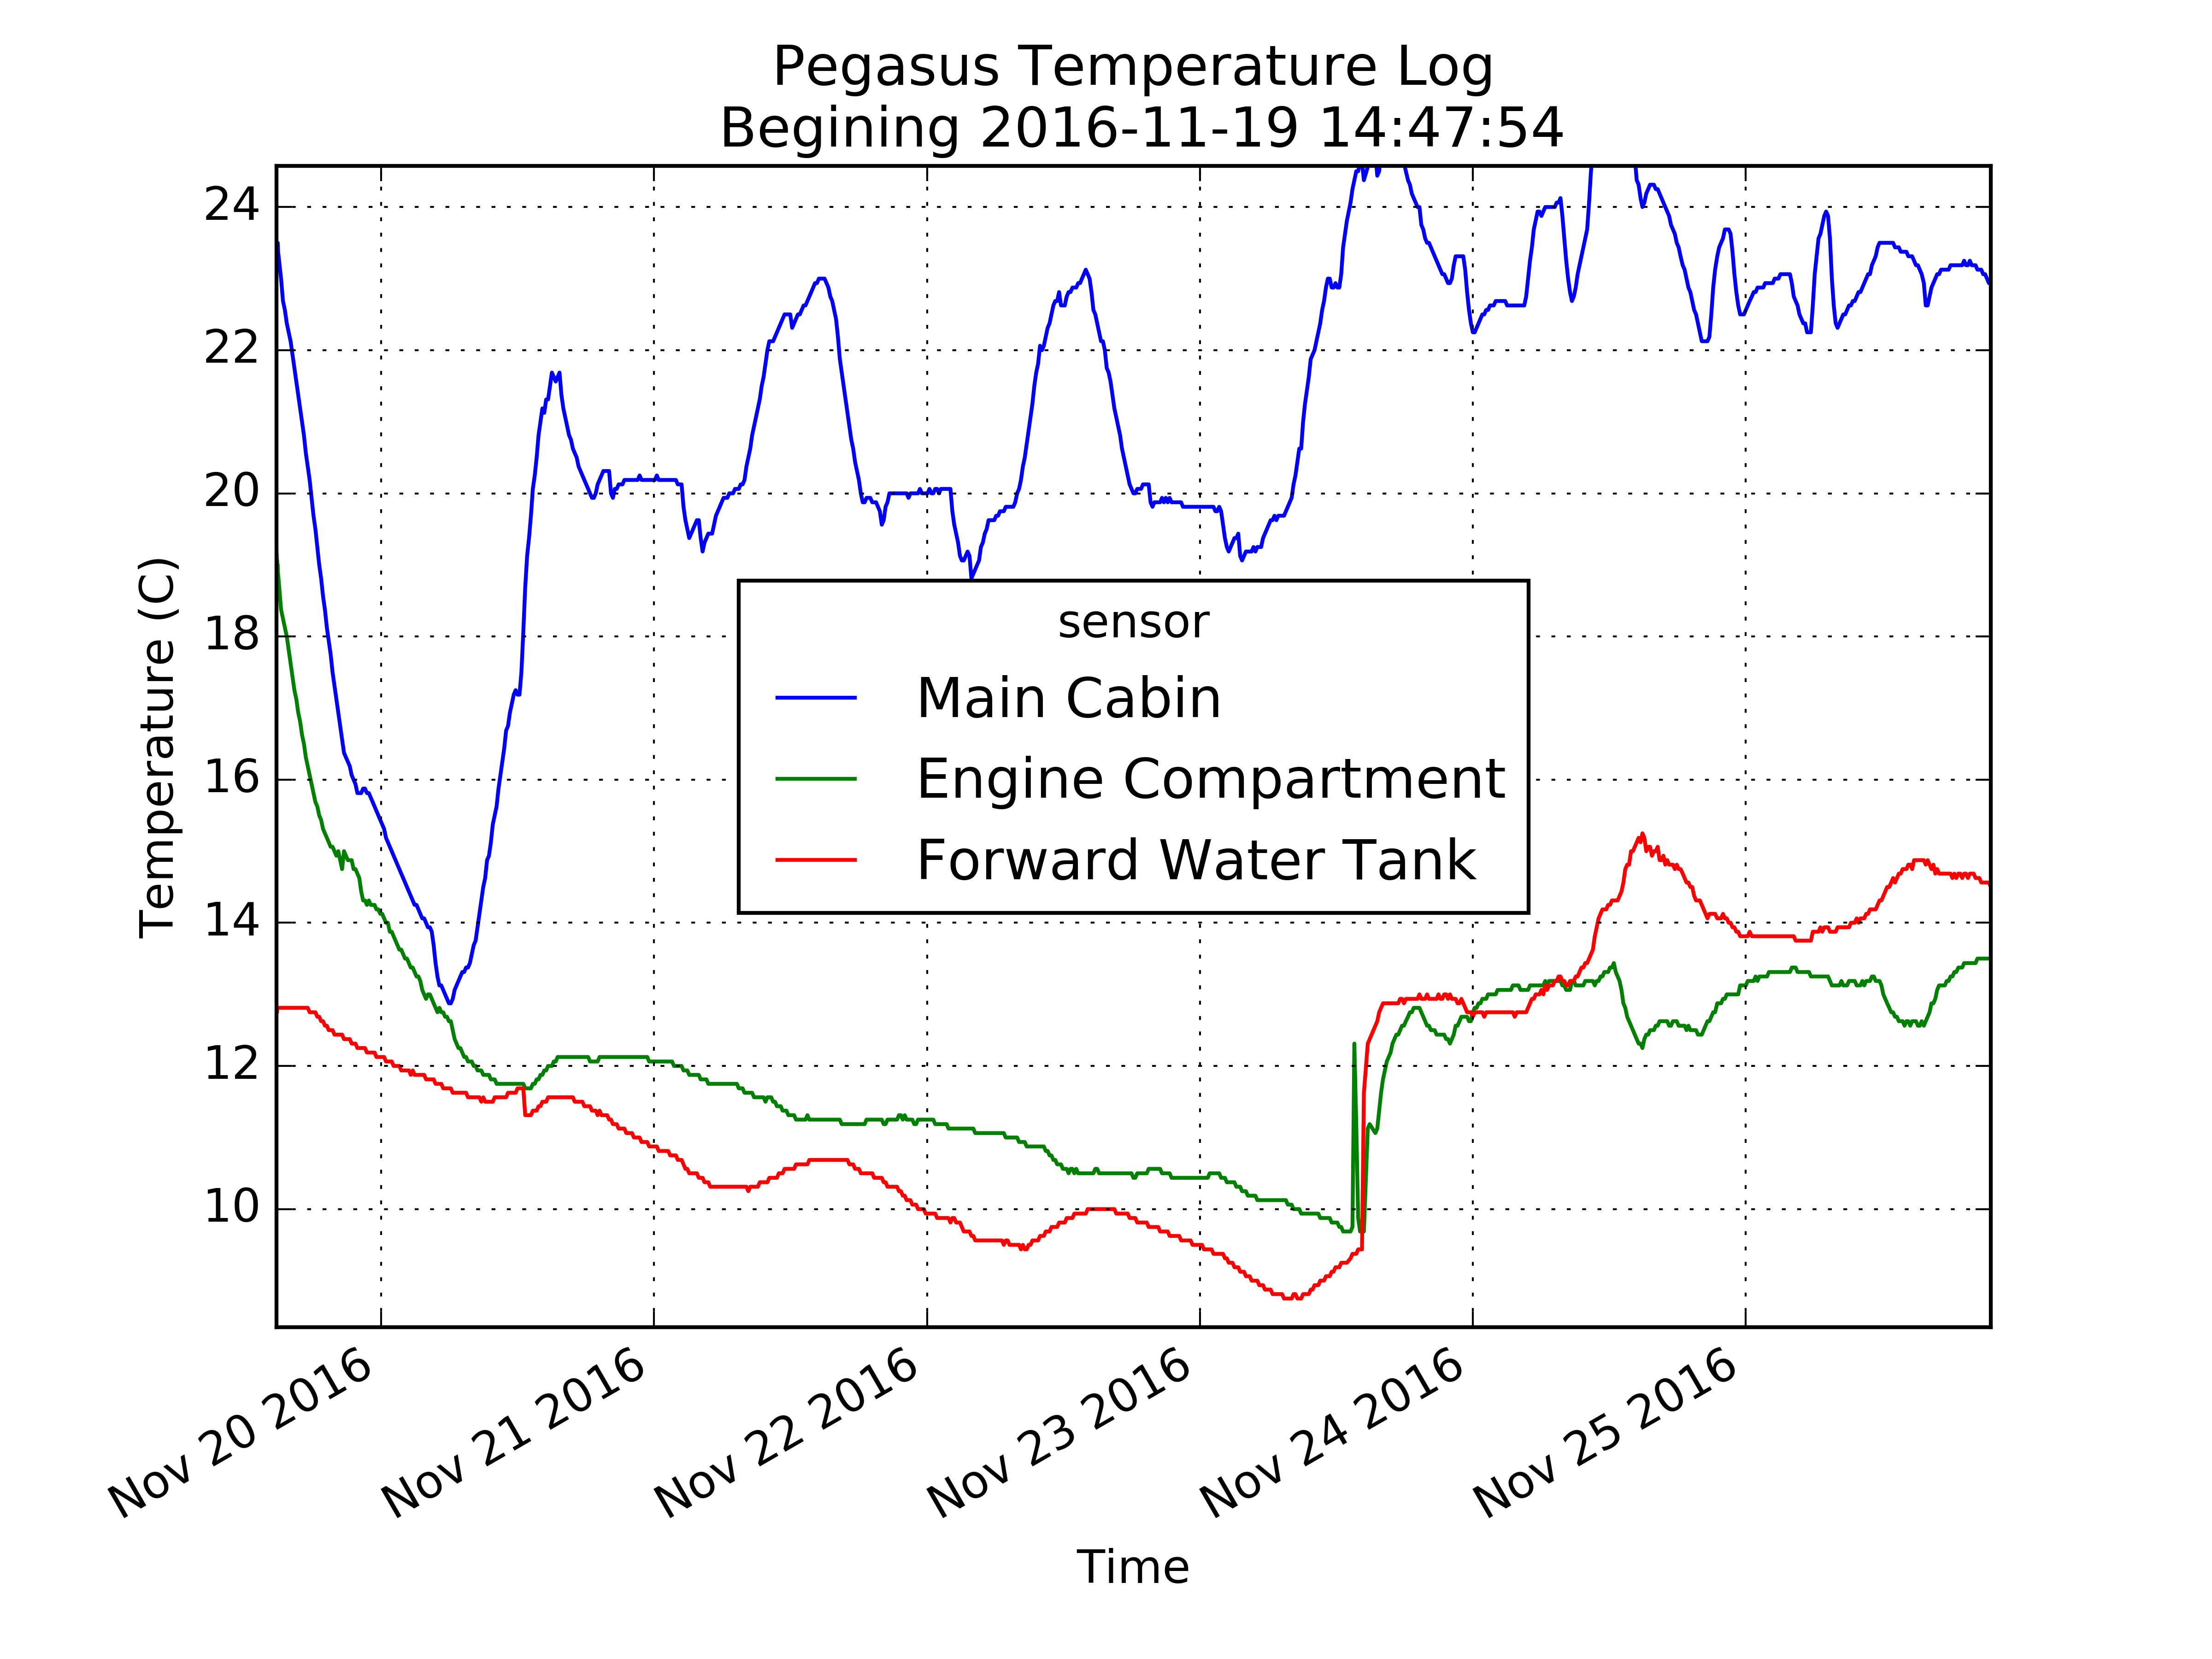 Pegasus Temperature Log
Begining 2016-11-19 14:47:54
24
22
20
18
16
14
12
10
Temperature (C)
sensor
Main Cabin
Engine Compartment
Forward Water Tank
Nov 20 2016
Nov 21 2016
Nov 22 2016
Nov 23 2016
Nov 24 2016
Nov 25 2016
Time